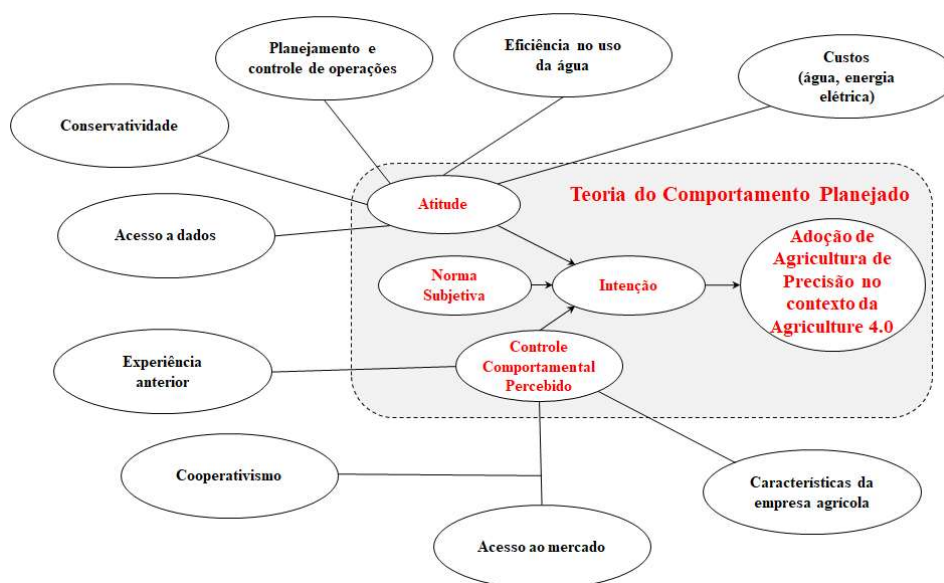 Planejamento e
controle de operações
Eficiência no uso
da água
Custos
(água, energia
elétrica)
Conservatividade
Teoria do Comportamento Planejado
Atitude
Acesso a dados
Adoção de
Agricultura de
Precisão no
contexto da
Agriculture 4.0
Norma
Subjetiva
Intenção
Controle
Comportamental
Percebido
Experiência
anterior
Cooperativismo
Características da
empresa agrícola
Acesso ao mercado